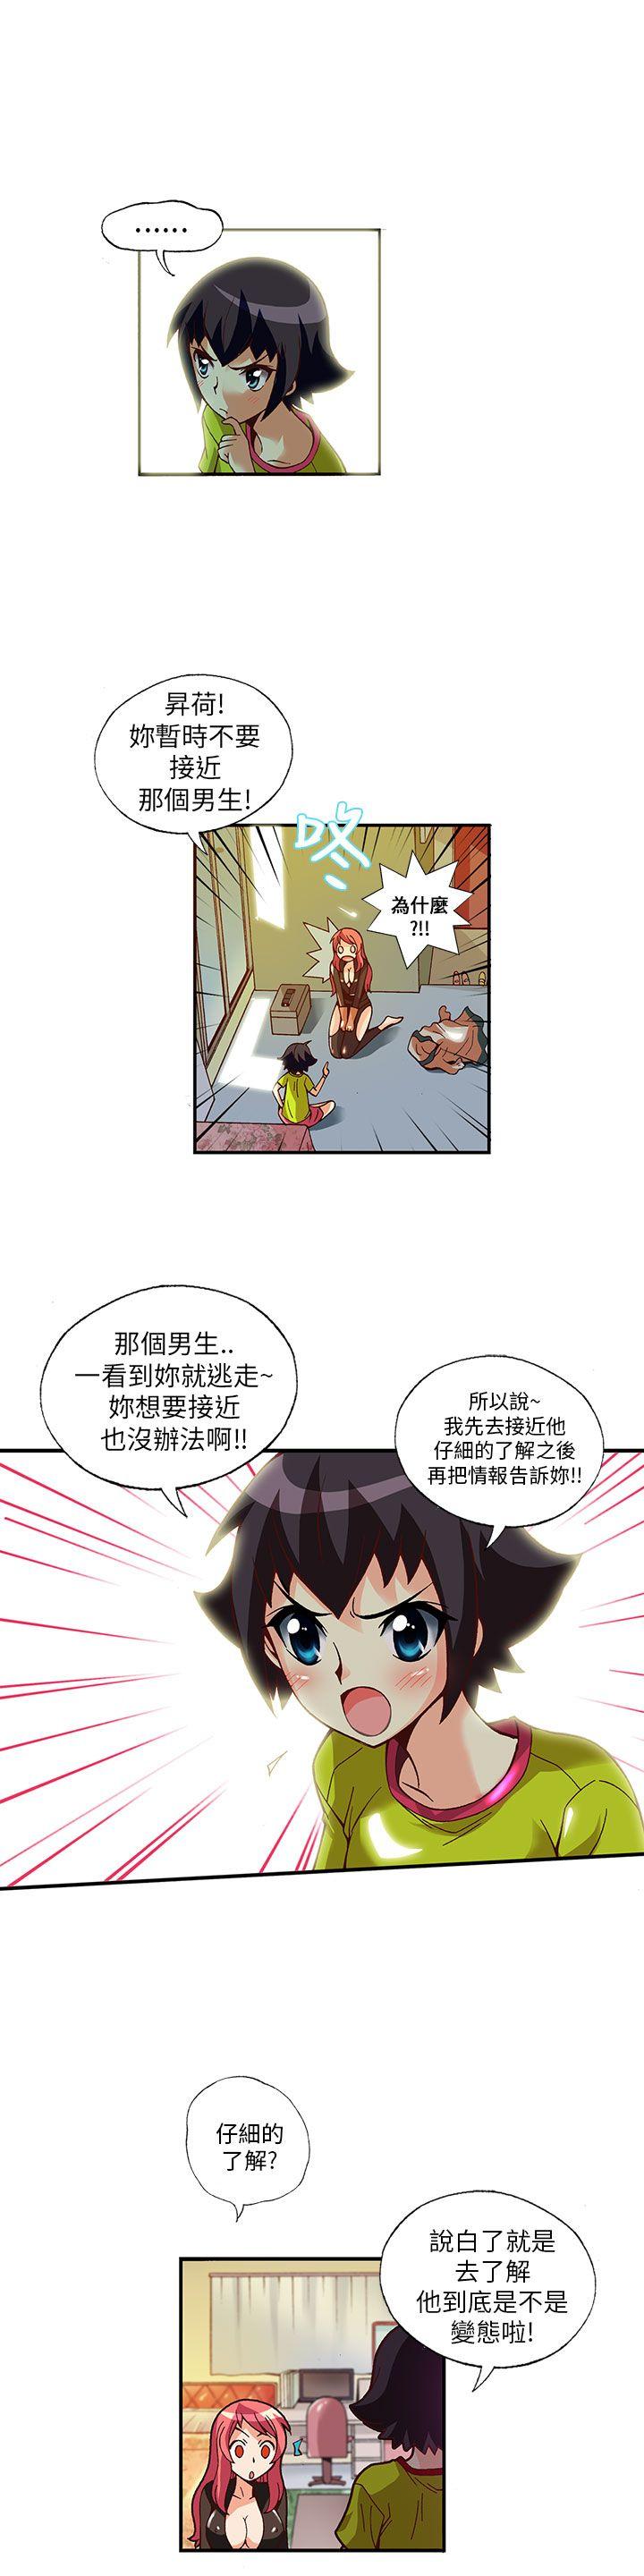 ......
昇荷!
妳暫時不要
接近
那個男生!
咚
為什麼
?!!
那個男生..
一看到妳就逃走~
妳想要接近
也沒辦法啊!!
所以說~
我先去接近他
仔細的了解之後
再把情報告訴妳!!
仔細的
了解?
說白了就是
去了解
他到底是不是
變態啦!